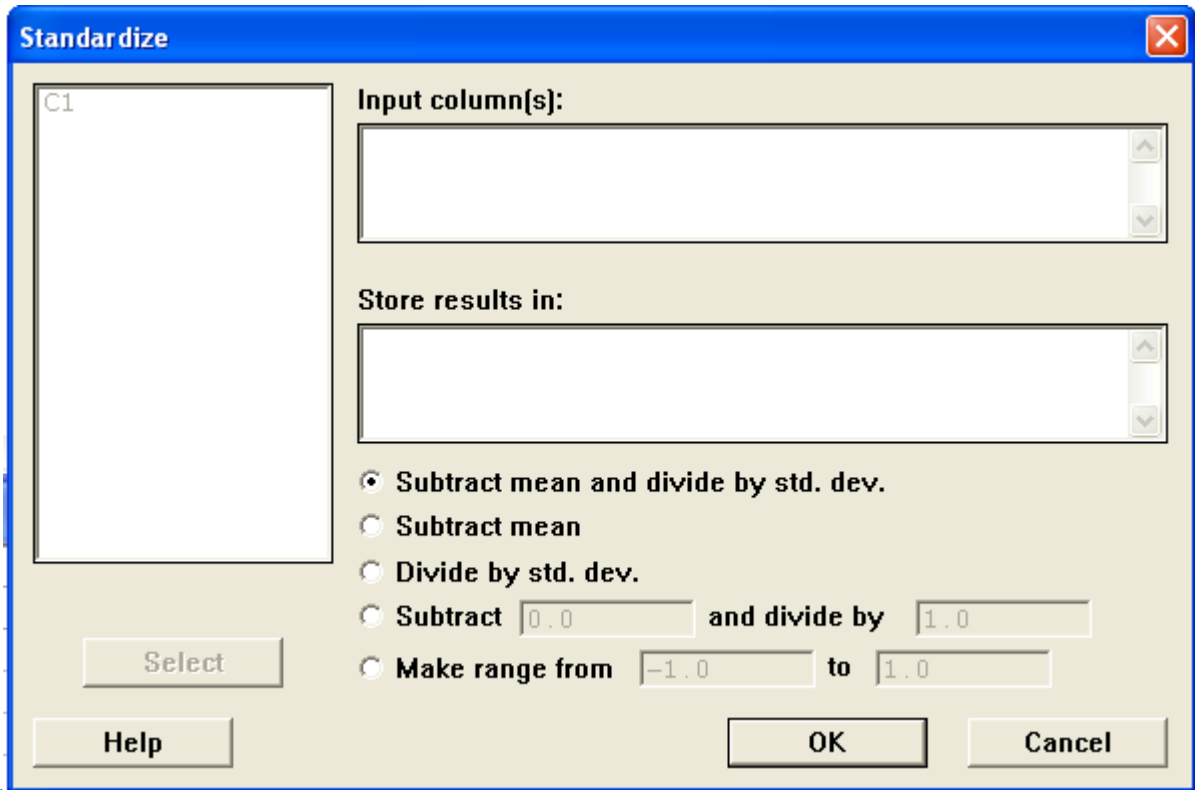 Standardize
C1
Input column(s):
Store results in:
Subtract mean and divide by std. dev.
Subtract mean
Divide by std. dev.
Subtract 0.0 and divide by 1.0
Make range from -1.0 to 1.0
Select
Help OK Cancel